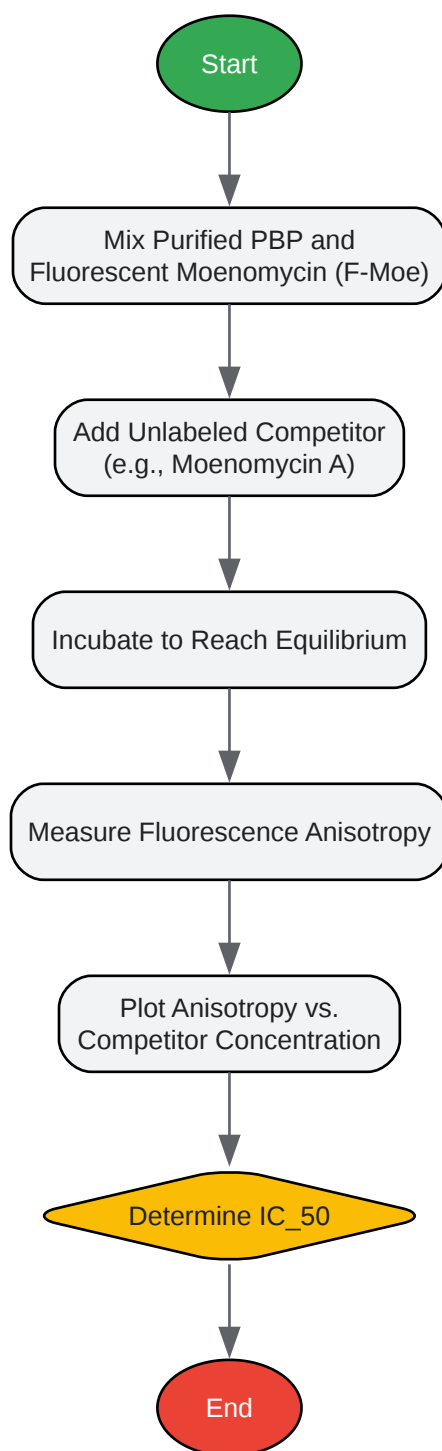 Start
Mix Purified PBP and
Fluorescent Moenomycin (F-Moe)
Add Unlabeled Competitor
(e.g., Moenomycin A)
Incubate to Reach Equilibrium
Measure Fluorescence Anisotropy
Plot Anisotropy vs.
Competitor Concentration
Determine IC_50
End